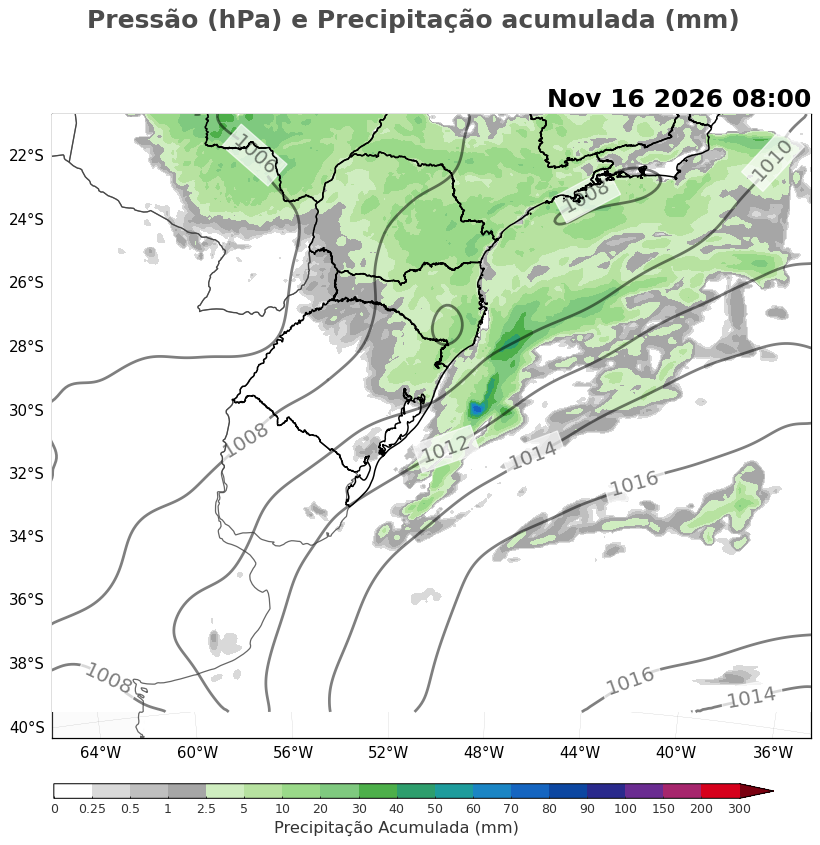 Pressão (hPa) e Precipitação acumulada (mm)
Nov 16 2026 08:00
1006
1008
1010
22°S
24°S
26°S
28°S
30°S
32°S
34°S
36°S
38°S
40°S
1008
1012
1014
1016
1008
1016
1014
64°W 60°W 56°W 52°W 48°W 44°W 40°W 36°W
0 0.25 0.5 1 2.5 5 10 20 30 40 50 60 70 80 90 100 150 200 300
Precipitação Acumulada (mm)